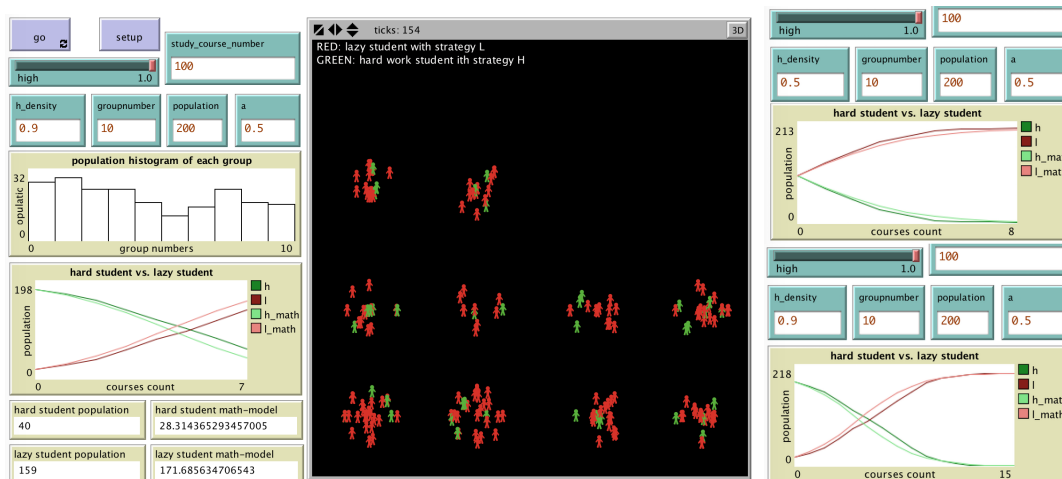 go
setup
study_course_number
100
high
1.0
h_density
0.9
groupnumber
10
population
200
a
0.5
population histogram of each group
32
opulatic
0
0
group numbers
10
hard student vs. lazy student
198
population
0
0
courses count
7
h
l
h_math
l_math
hard student population
40
hard student math-model
28.314365293457005
lazy student population
159
lazy student math-model
171.685634706543
ticks: 154
3D
RED: lazy student with strategy L
GREEN: hard work student ith strategy H
high
1.0
100
h_density
0.5
groupnumber
10
population
200
a
0.5
hard student vs. lazy student
213
population
0
0
courses count
8
h
l
h_ma
l_mat
high
1.0
100
h_density
0.9
groupnumber
10
population
200
a
0.5
hard student vs. lazy student
218
population
0
0
courses count
15
h
l
h_mat
l_math